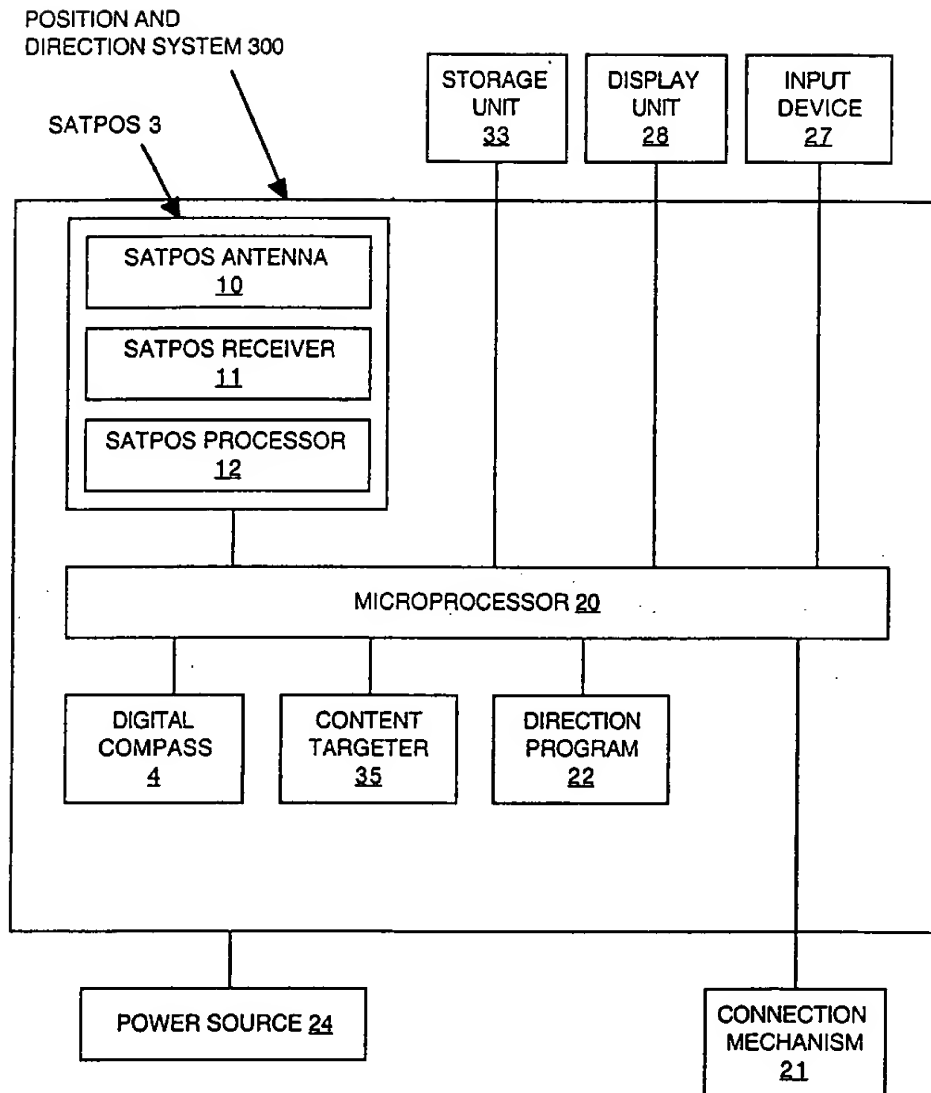 POSITION AND
DIRECTION SYSTEM 300
SATPOS 3
STORAGE
UNIT
33
DISPLAY
UNIT
28
INPUT
DEVICE
27
SATPOS ANTENNA
10
SATPOS RECEIVER
11
SATPOS PROCESSOR
12
MICROPROCESSOR 20
DIGITAL
COMPASS
4
CONTENT
TARGETER
35
DIRECTION
PROGRAM
22
POWER SOURCE 24
CONNECTION
MECHANISM
21